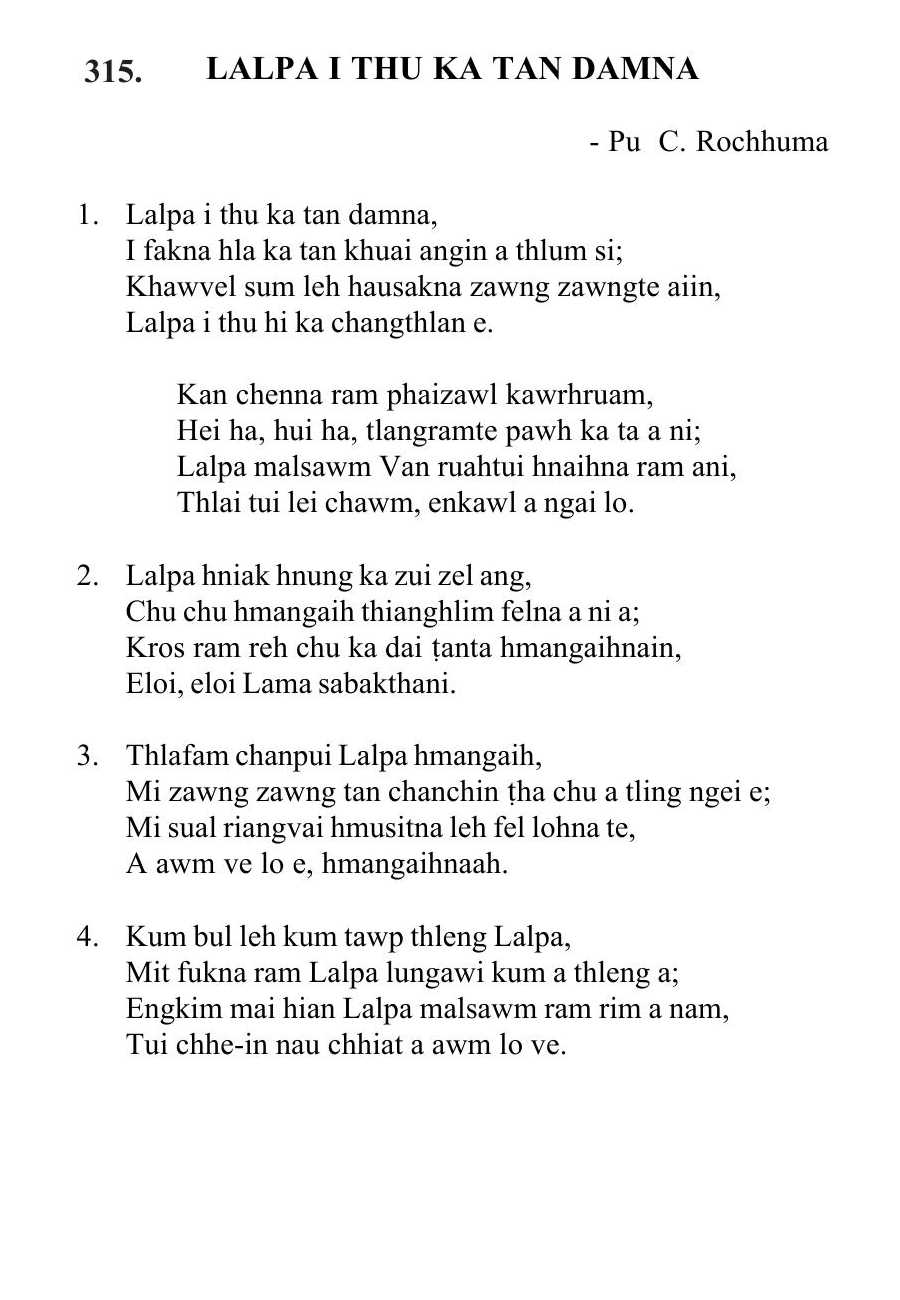 315. LALPA I THU KA TAN DAMNA
- Pu C. Rochhuma
1. Lalpa i thu ka tan damna,
I fakna hla ka tan khuai angin a thlum si;
Khawvel sum leh hausakna zawng zawngte aiin,
Lalpa i thu hi ka changthlan e.
Kan chenna ram phaizawl kawrhruam,
Hei ha, hui ha, tlangramte pawh ka ta a ni;
Lalpa malsawm Van ruahtui hnaihna ram ani,
Thlai tui lei chawm, enkawl a ngai lo.
2. Lalpa hniak hnung ka zui zel ang,
Chu chu hmangaih thianghlim felna a ni a;
Kros ram reh chu ka dai ṭanta hmangaihnain,
Eloi, eloi Lama sabakthani.
3. Thlafam chanpui Lalpa hmangaih,
Mi zawng zawng tan chanchin ṭha chu a tling ngei e;
Mi sual riangvai hmusitna leh fel lohna te,
A awm ve lo e, hmangaihnaah.
4. Kum bul leh kum tawp thleng Lalpa,
Mit fukna ram Lalpa lungawi kum a thleng a;
Engkim mai hian Lalpa malsawm ram rim a nam,
Tui chhe-in nau chhiat a awm lo ve.